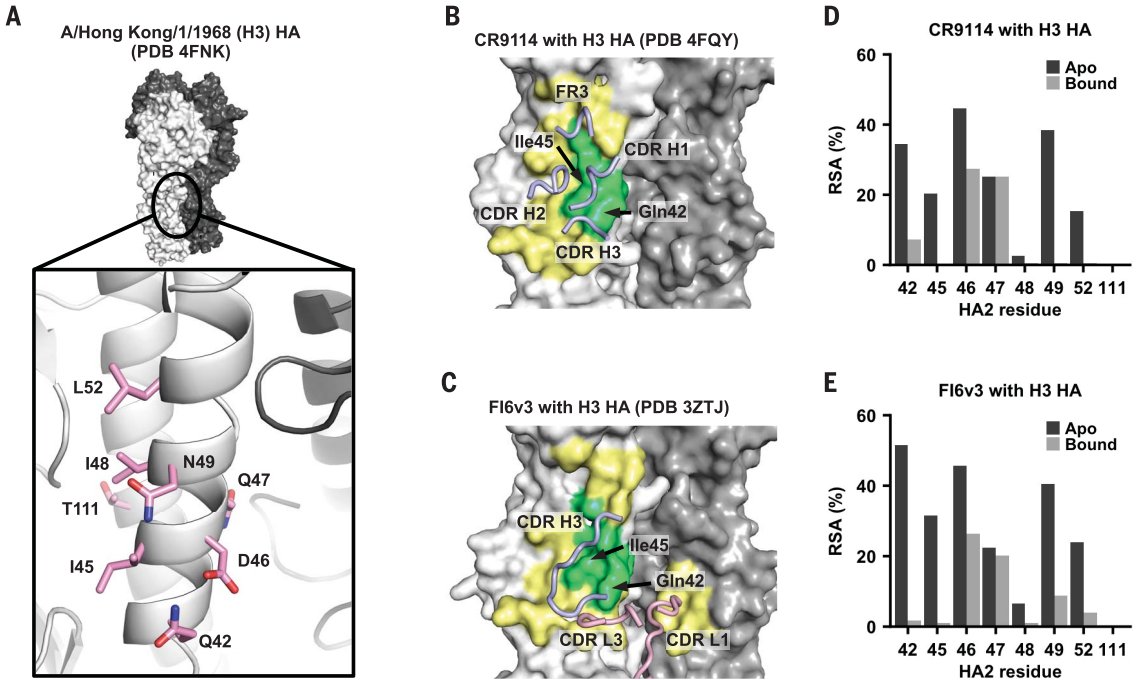 A
A/Hong Kong/1/1968 (H3) HA
(PDB 4FNK)
L52
I48
N49
Q47
T111
I45
D46
Q42
B
CR9114 with H3 HA (PDB 4FQY)
FR3
Ile45
CDR H1
CDR H2
Gln42
CDR H3
C
FI6v3 with H3 HA (PDB 3ZTJ)
CDR H3
Ile45
Gln42
CDR L3
CDR L1
D
CR9114 with H3 HA
Apo
Bound
RSA (%)
60
40
20
0
42 45 46 47 48 49 52 111
HA2 residue
E
FI6v3 with H3 HA
Apo
Bound
RSA (%)
60
40
20
0
42 45 46 47 48 49 52 111
HA2 residue